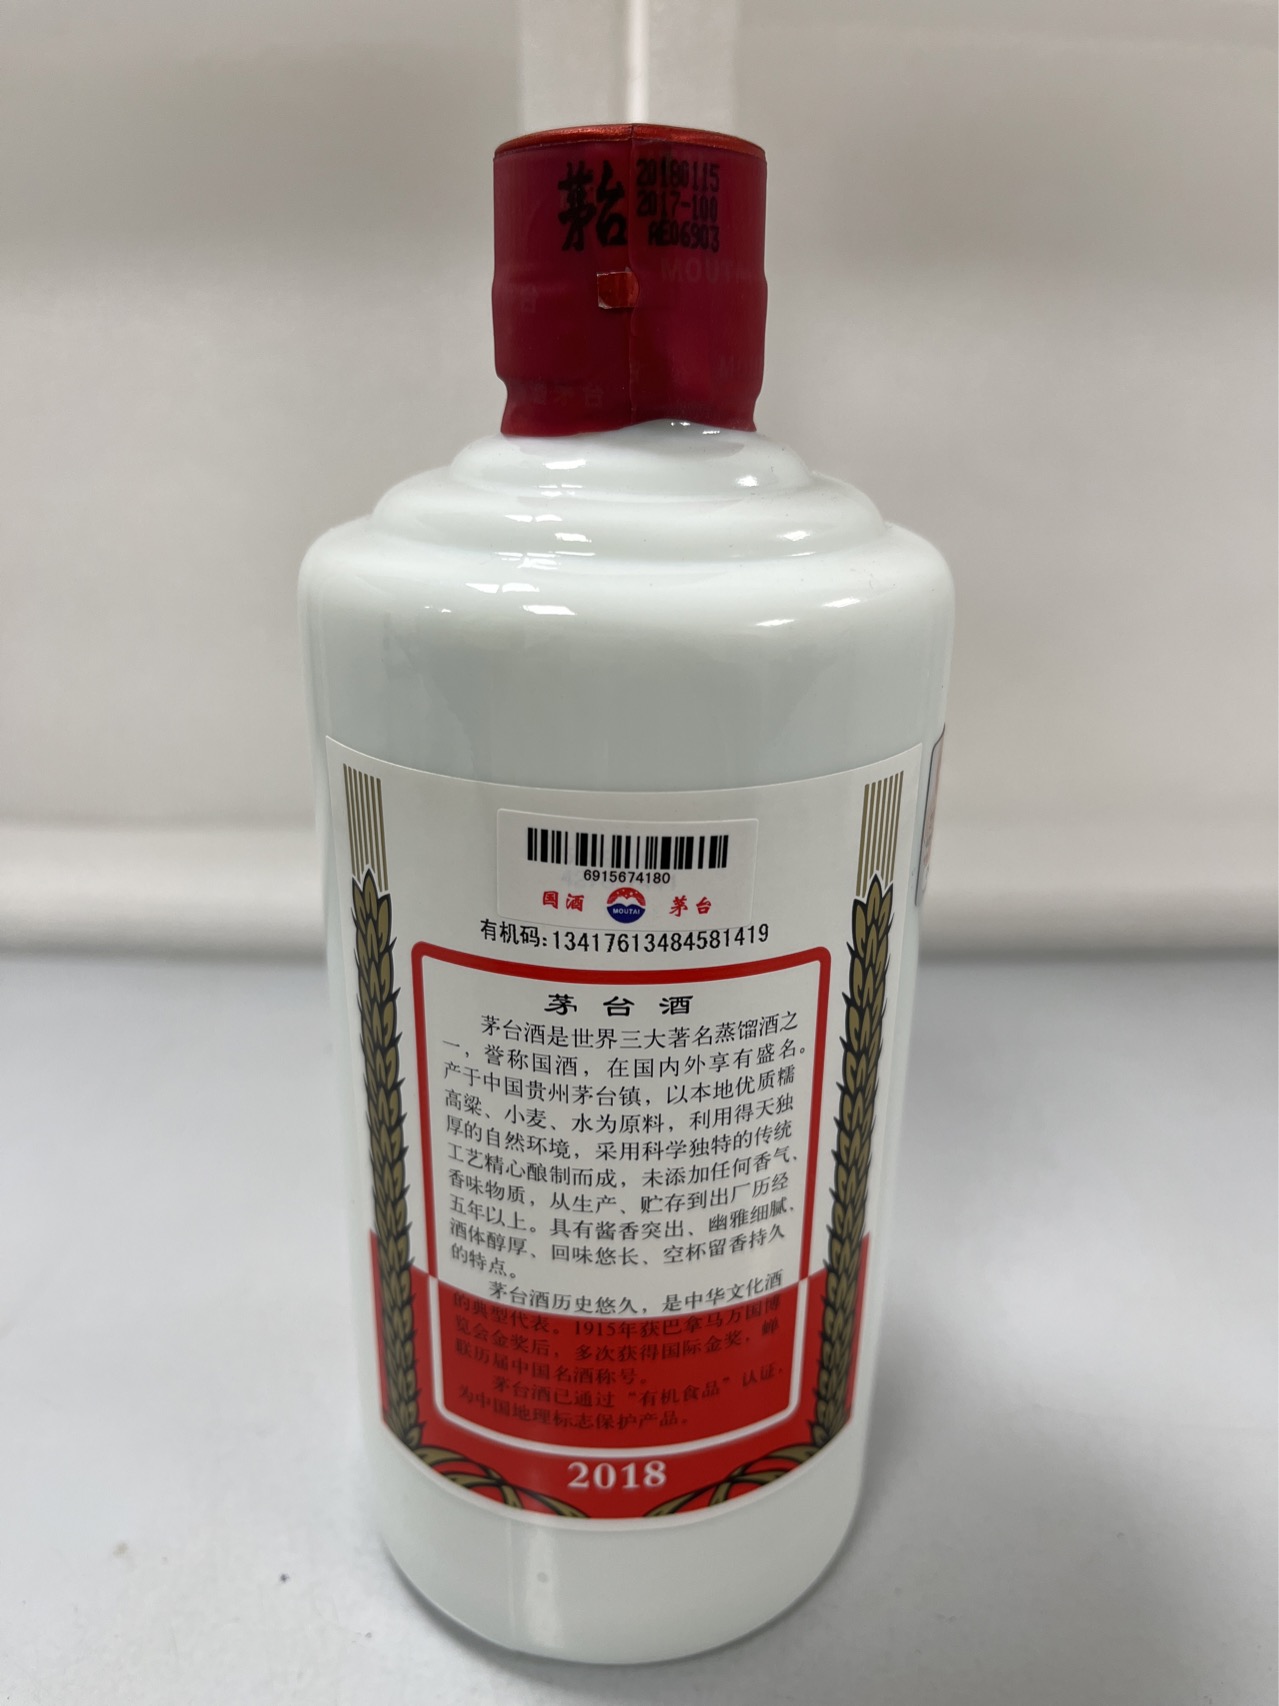 茅台
20180115
2017-100
AE06903
6915674180
国酒 MOUTAI 茅台
有机码:13417613484581419
茅台酒
茅台酒是世界三大著名蒸馏酒之
一，誉称国酒，在国内外享有盛名。
产于中国贵州茅台镇，以本地优质糯
高粱、小麦、水为原料，利用得天独
厚的自然环境，采用科学独特的传统
工艺精心酿制而成，未添加任何香气、
香味物质，从生产、贮存到出厂历经
五年以上。具有酱香突出、幽雅细腻、
酒体醇厚、回味悠长、空杯留香持久
的特点。
茅台酒历史悠久，是中华文化酒
的典型代表。1915年获巴拿马万国博
览会金奖后，多次获得国际金奖，蝉
联历届中国名酒称号。
茅台酒已通过“有机食品”认证，
为中国地理标志保护产品。
2018